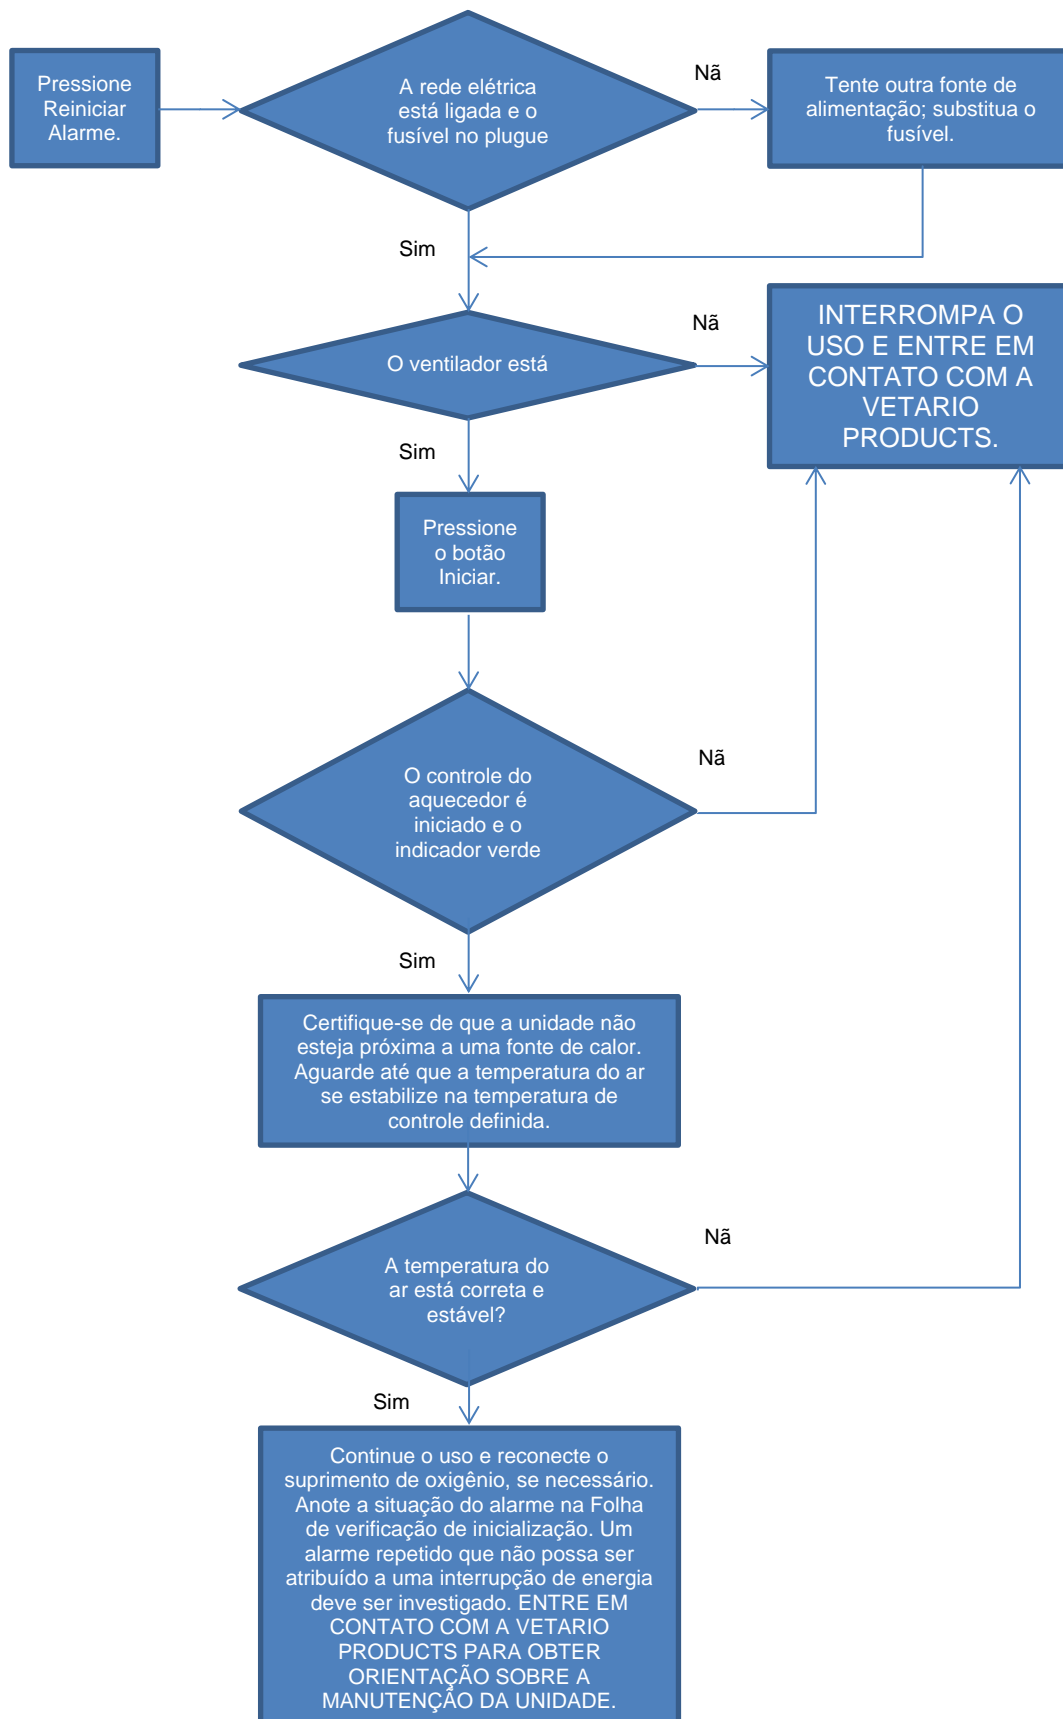 Pressione
Reiniciar
Alarme.
A rede elétrica
está ligada e o
fusível no plugue
Nã
Tente outra fonte de
alimentação; substitua o
fusível.
Sim
O ventilador está
Nã
INTERROMPA O
USO E ENTRE EM
CONTATO COM A
VETARIO
PRODUCTS.
Sim
Pressione
o botão
Iniciar.
O controle do
aquecedor é
iniciado e o
indicador verde
Nã
Sim
Certifique-se de que a unidade não
esteja próxima a uma fonte de calor.
Aguarde até que a temperatura do ar
se estabilize na temperatura de
controle definida.
A temperatura do
ar está correta e
estável?
Nã
Sim
Continue o uso e reconecte o
suprimento de oxigênio, se necessário.
Anote a situação do alarme na Folha
de verificação de inicialização. Um
alarme repetido que não possa ser
atribuído a uma interrupção de energia
deve ser investigado. ENTRE EM
CONTATO COM A VETARIO
PRODUCTS PARA OBTER
ORIENTAÇÃO SOBRE A
MANUTENÇÃO DA UNIDADE.